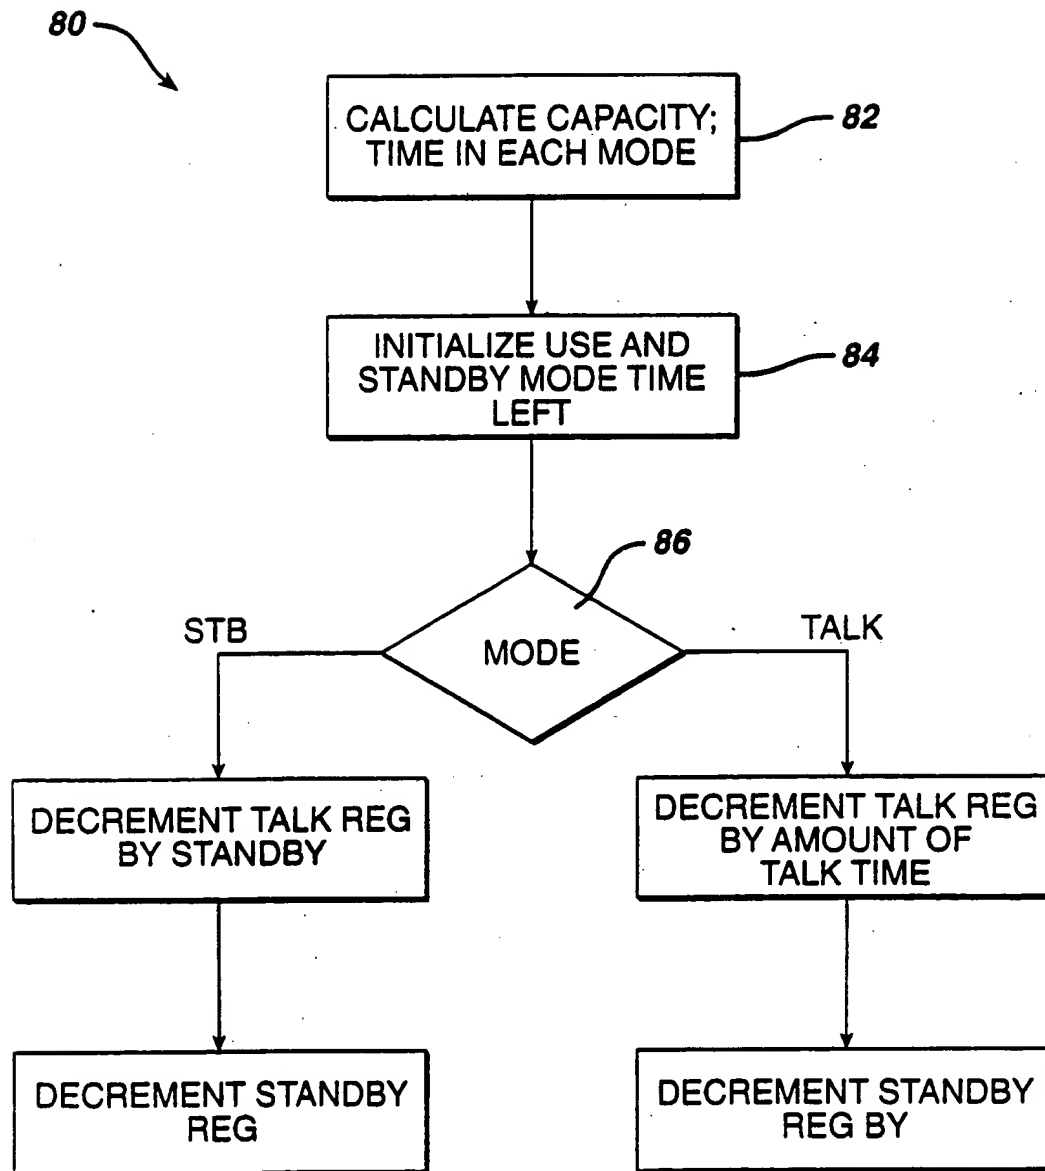 80
CALCULATE CAPACITY;
TIME IN EACH MODE
82
INITIALIZE USE AND
STANDBY MODE TIME
LEFT
84
86
MODE
STB
TALK
DECREMENT TALK REG
BY STANDBY
DECREMENT TALK REG
BY AMOUNT OF
TALK TIME
DECREMENT STANDBY
REG
DECREMENT STANDBY
REG BY